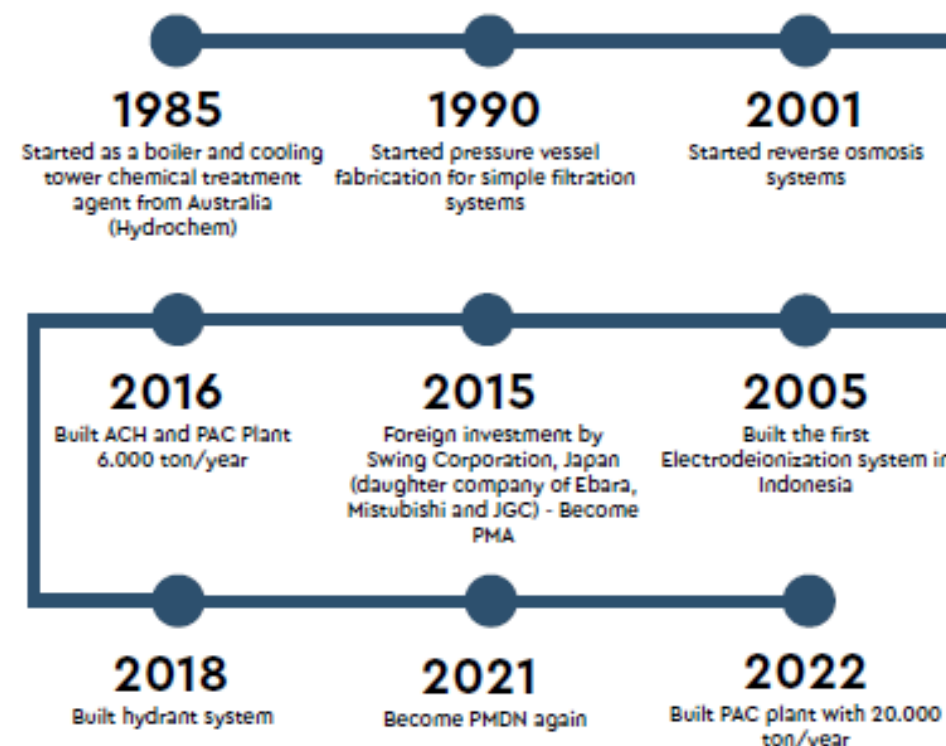 1985
Started as a boiler and cooling
tower chemical treatment
agent from Australia
(Hydrochem)
1990
Started pressure vessel
fabrication for simple filtration
systems
2001
Started reverse osmosis
systems
2016
Built ACH and PAC Plant
6.000 ton/year
2015
Foreign investment by
Swing Corporation, Japan
(daughter company of Ebara,
Mistubishi and JGC) - Become
PMA
2005
Built the first
Electrodeionization system in
Indonesia
2018
Built hydrant system
2021
Become PMDN again
2022
Built PAC plant with 20.000
ton/year